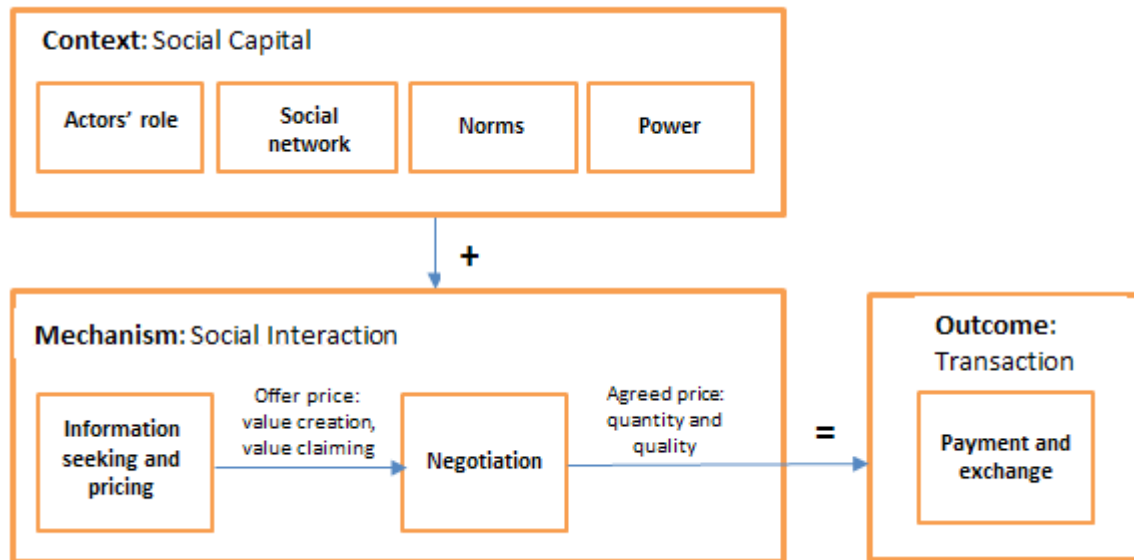 Context: Social Capital
Actors' role
Social
network
Norms
Power
+
Mechanism: Social Interaction
Information
seeking and
pricing
Offer price:
value creation,
value claiming
Negotiation
Agreed price:
quantity and
quality
=
Outcome:
Transaction
Payment and
exchange